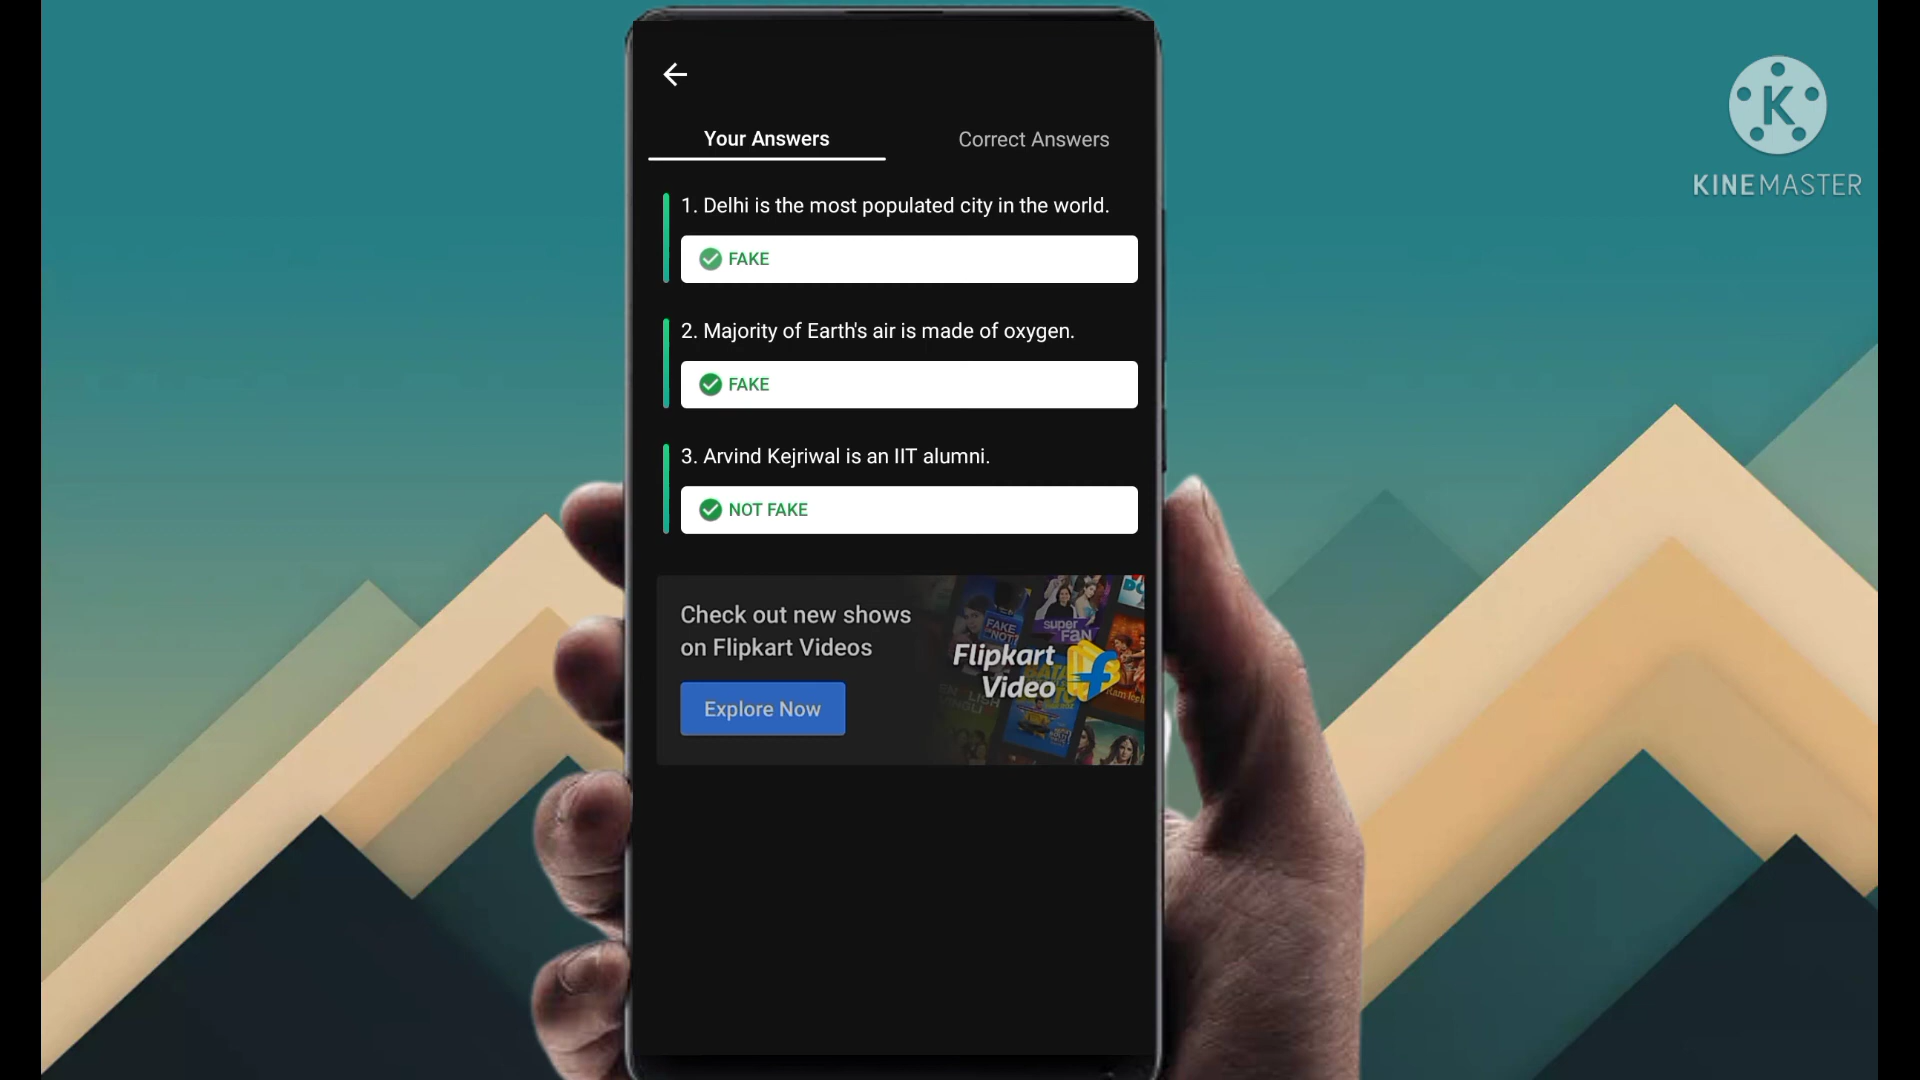 Your Answers
Correct Answers
1. Delhi is the most populated city in the world.
FAKE
2. Majority of Earth's air is made of oxygen.
FAKE
3. Arvind Kejriwal is an IIT alumni.
NOT FAKE
Check out new shows
on Flipkart Videos
Explore Now
FAKE
NOT?
super
FAN
Flipkart
Video
K
KINEMASTER